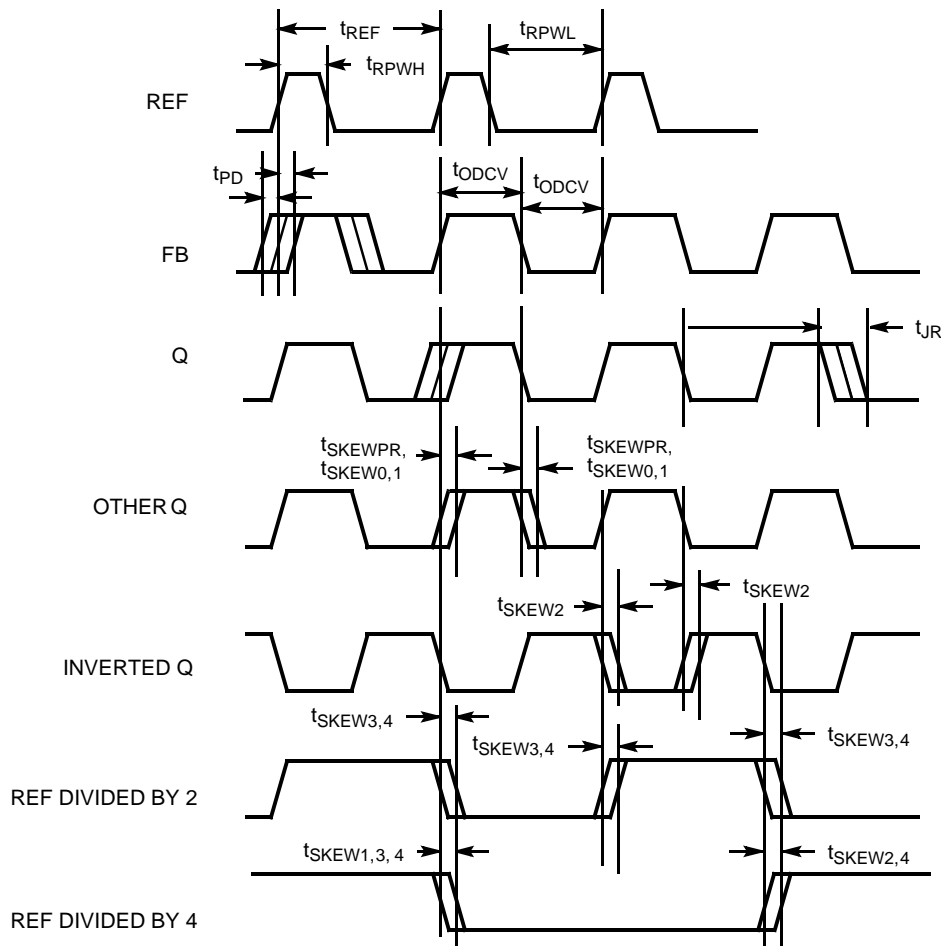 tREF
tRPWL
tRPWH
REF
tPD
tODCV
tODCV
FB
tJR
Q
tSKEWPR,
tSKEW0,1
tSKEWPR,
tSKEW0,1
OTHER Q
tSKEW2
tSKEW2
INVERTED Q
tSKEW3,4
tSKEW3,4
tSKEW3,4
REF DIVIDED BY 2
tSKEW1,3, 4
tSKEW2,4
REF DIVIDED BY 4